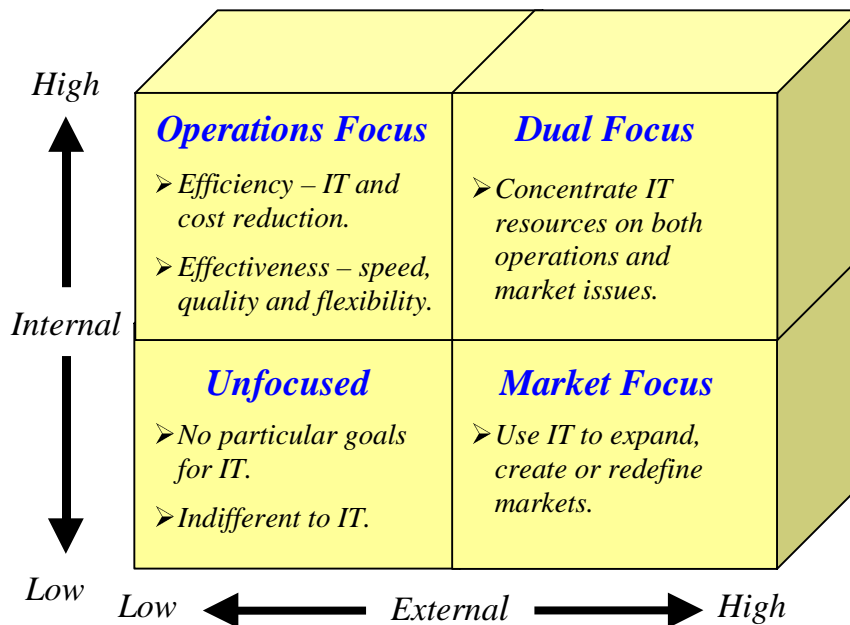 High
Operations Focus
➢ Efficiency – IT and
cost reduction.
➢ Effectiveness – speed,
quality and flexibility.
Dual Focus
➢ Concentrate IT
resources on both
operations and
market issues.
Internal
Unfocused
➢ No particular goals
for IT.
➢ Indifferent to IT.
Market Focus
➢ Use IT to expand,
create or redefine
markets.
Low
Low
External
High